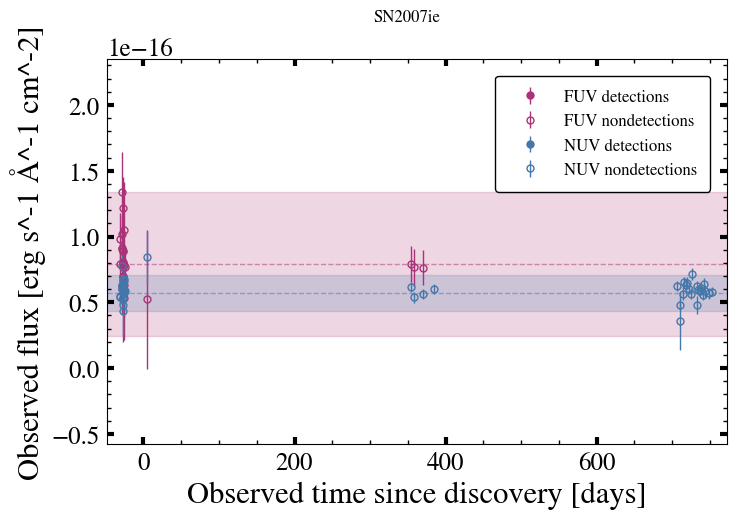 SN2007ie
1e−16
FUV detections
FUV nondetections
NUV detections
NUV nondetections
2.0
1.5
1.0
0.5
0.0
−0.5
Observed flux [erg s^-1 Å^-1 cm^-2]
0 200 400 600
Observed time since discovery [days]